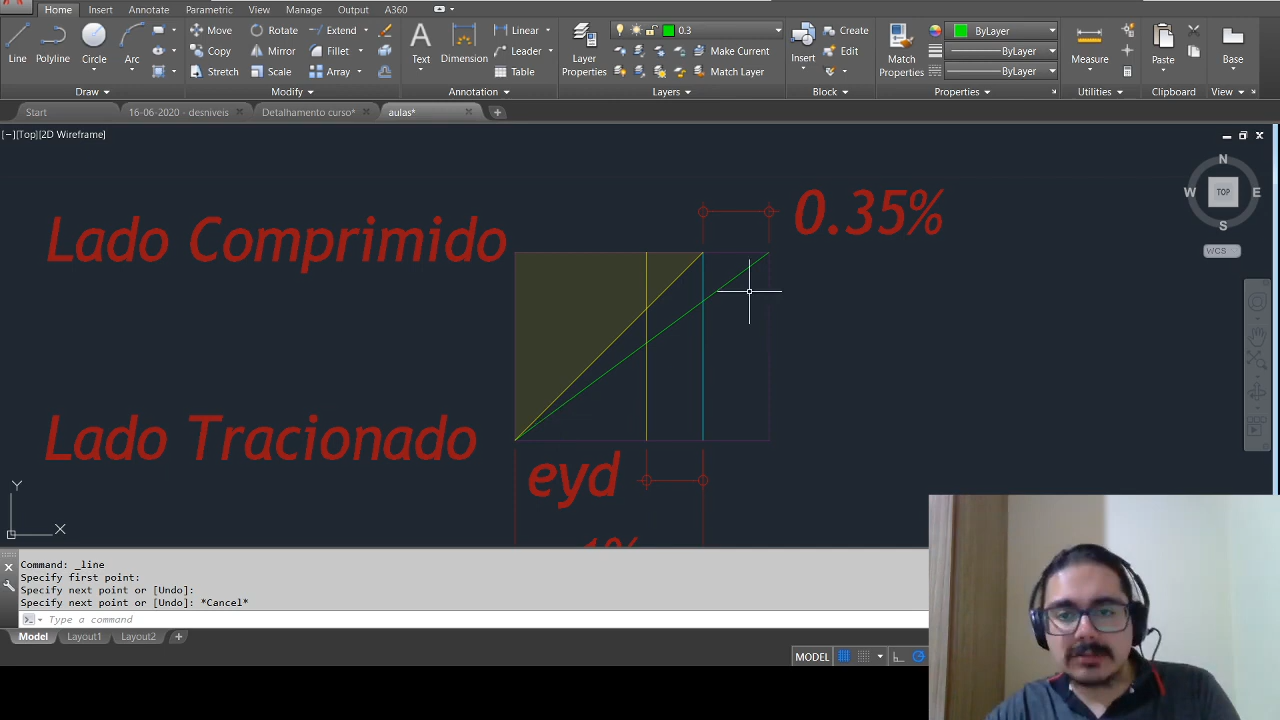 Home Insert Annotate Parametric View Manage Output A360
Line Polyline Circle Arc
Move Rotate Extend
Copy Mirror Fillet
Stretch Scale Array
Text Dimension
Linear
Leader
Table
Layer Properties
0.3
Make Current
Match Layer
Insert
Create
Edit
Match Properties
ByLayer
ByLayer
ByLayer
Measure
Paste
Base
Draw Modify Annotation Layers Block Properties Utilities Clipboard View
Start 16-06-2020 - desniveis Detalhamento curso* aulas*
[−][Top][2D Wireframe]
N
W TOP E
S
WCS
0.35%
Lado Comprimido
Lado Tracionado
eyd
1%
Y
X
Command: _line
Specify first point:
Specify next point or [Undo]:
Specify next point or [Undo]: *Cancel*
Type a command
Model Layout1 Layout2
MODEL